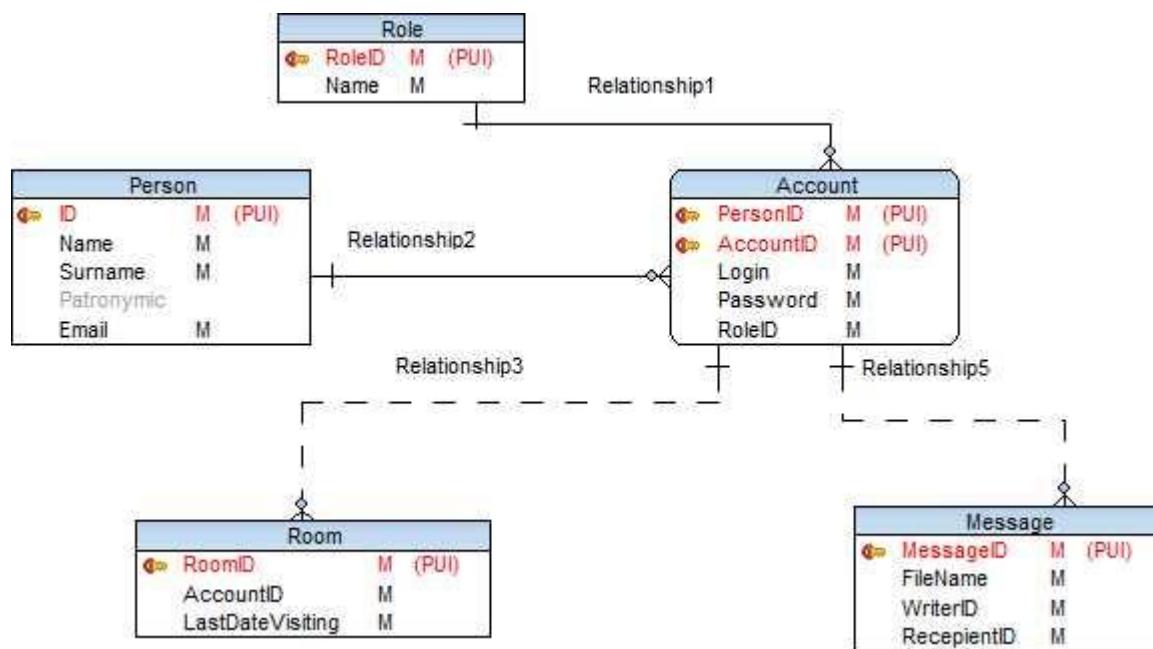 Role
RoleID M (PUI)
Name M
Relationship1
Person
ID M (PUI)
Name M
Surname M
Patronymic
Email M
Relationship2
Account
PersonID M (PUI)
AccountID M (PUI)
Login M
Password M
RoleID M
Relationship3
Relationship5
Room
RoomID M (PUI)
AccountID M
LastDateVisiting M
Message
MessageID M (PUI)
FileName M
WriterID M
RecepientID M